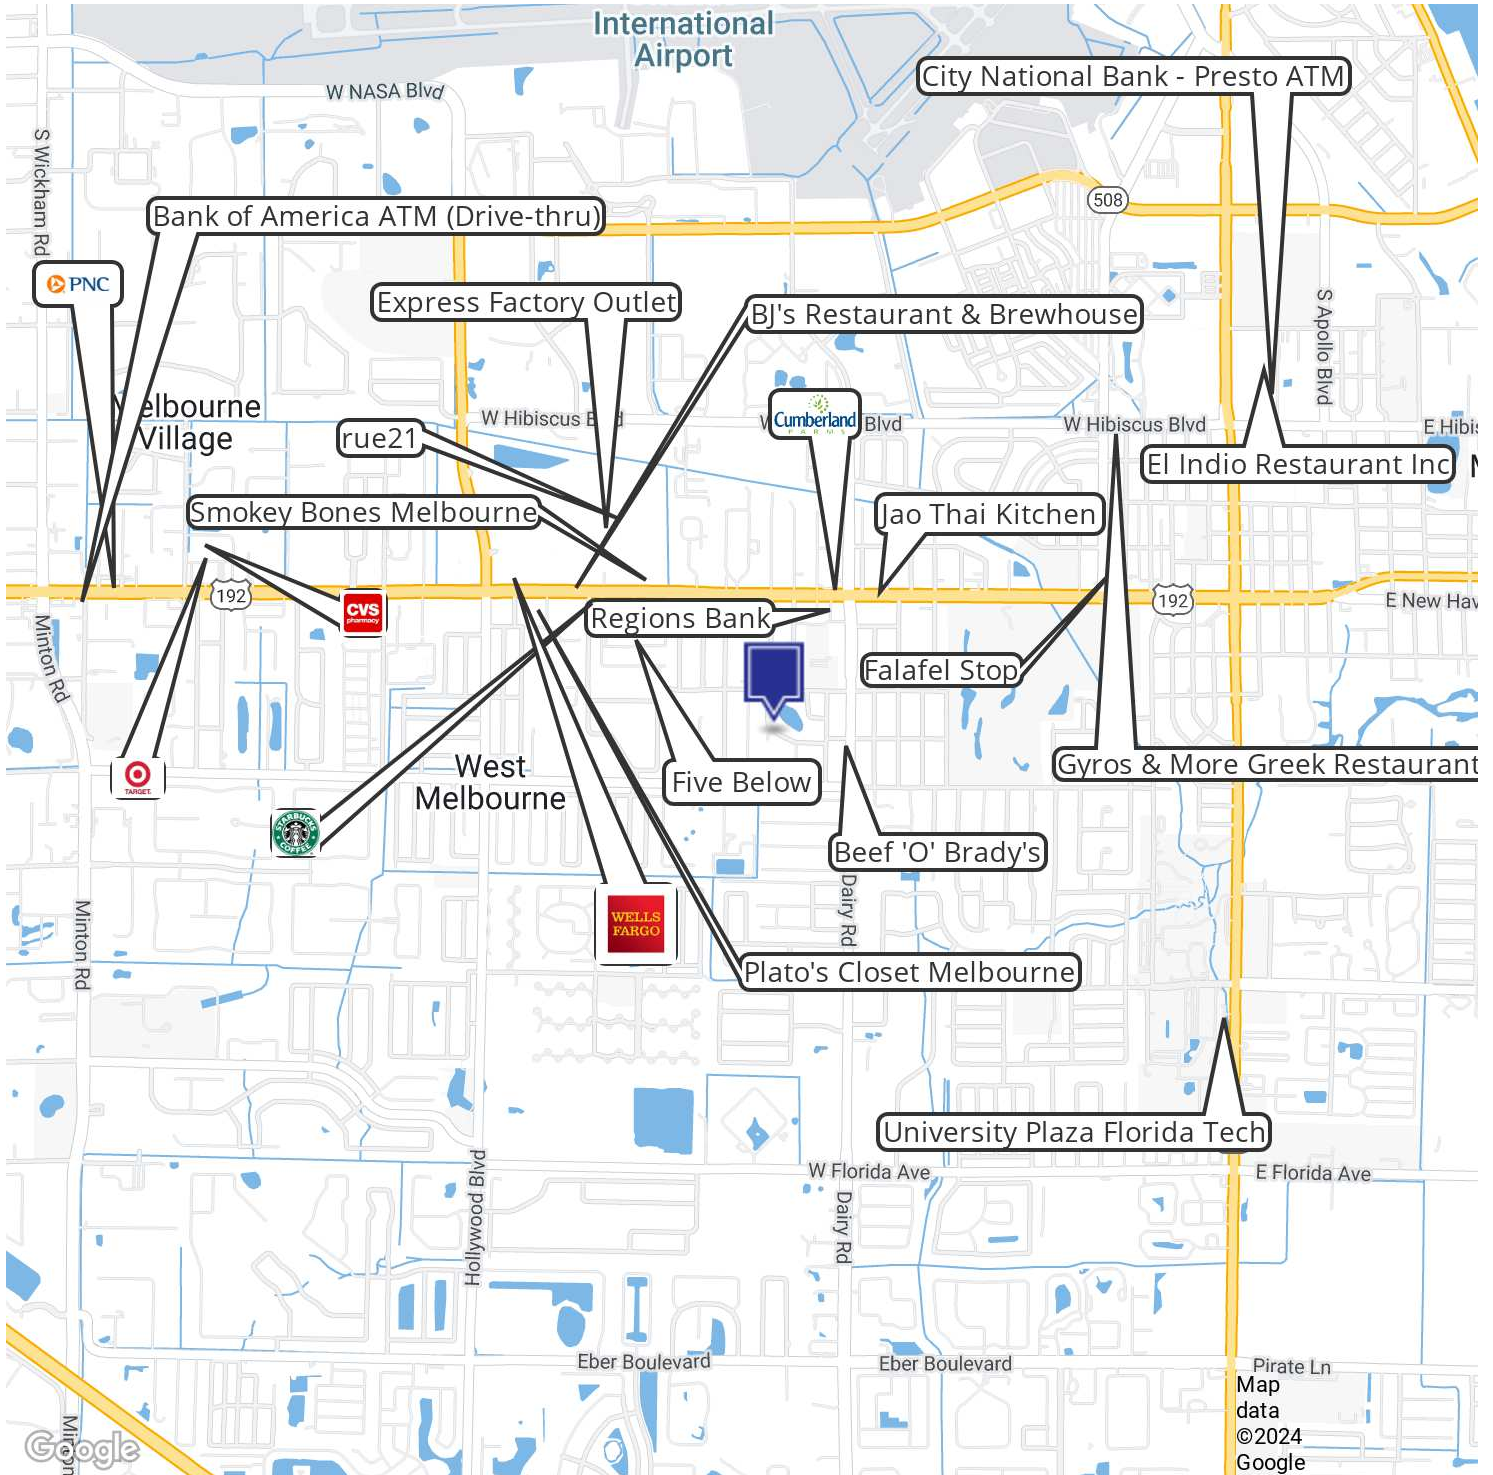 International
Airport
City National Bank - Presto ATM
W NASA Blvd
S Wickham Rd
508
Bank of America ATM (Drive-thru)
PNC
Express Factory Outlet
BJ's Restaurant & Brewhouse
S Apollo Blvd
elbourne
Village
W Hibiscus B
d
Cumberland
FARMS
W
Blvd
W Hibiscus Blvd
E Hibis
rue21
El Indio Restaurant Inc
Smokey Bones Melbourne
Jao Thai Kitchen
192
CVS
pharmacy
Regions Bank
192
E New Hav
Minton Rd
Falafel Stop
TARGET
West
Melbourne
Five Below
Gyros & More Greek Restaurant
STARBUCKS
COFFEE
Beef 'O' Brady's
WELLS
FARGO
Dairy Rd
Minton Rd
Plato's Closet Melbourne
University Plaza Florida Tech
Hollywood Blvd
W Florida Ave
E Florida Ave
Dairy Rd
Eber Boulevard
Eber Boulevard
Pirate Ln
Map
data
©2024
Google
Minton
Google